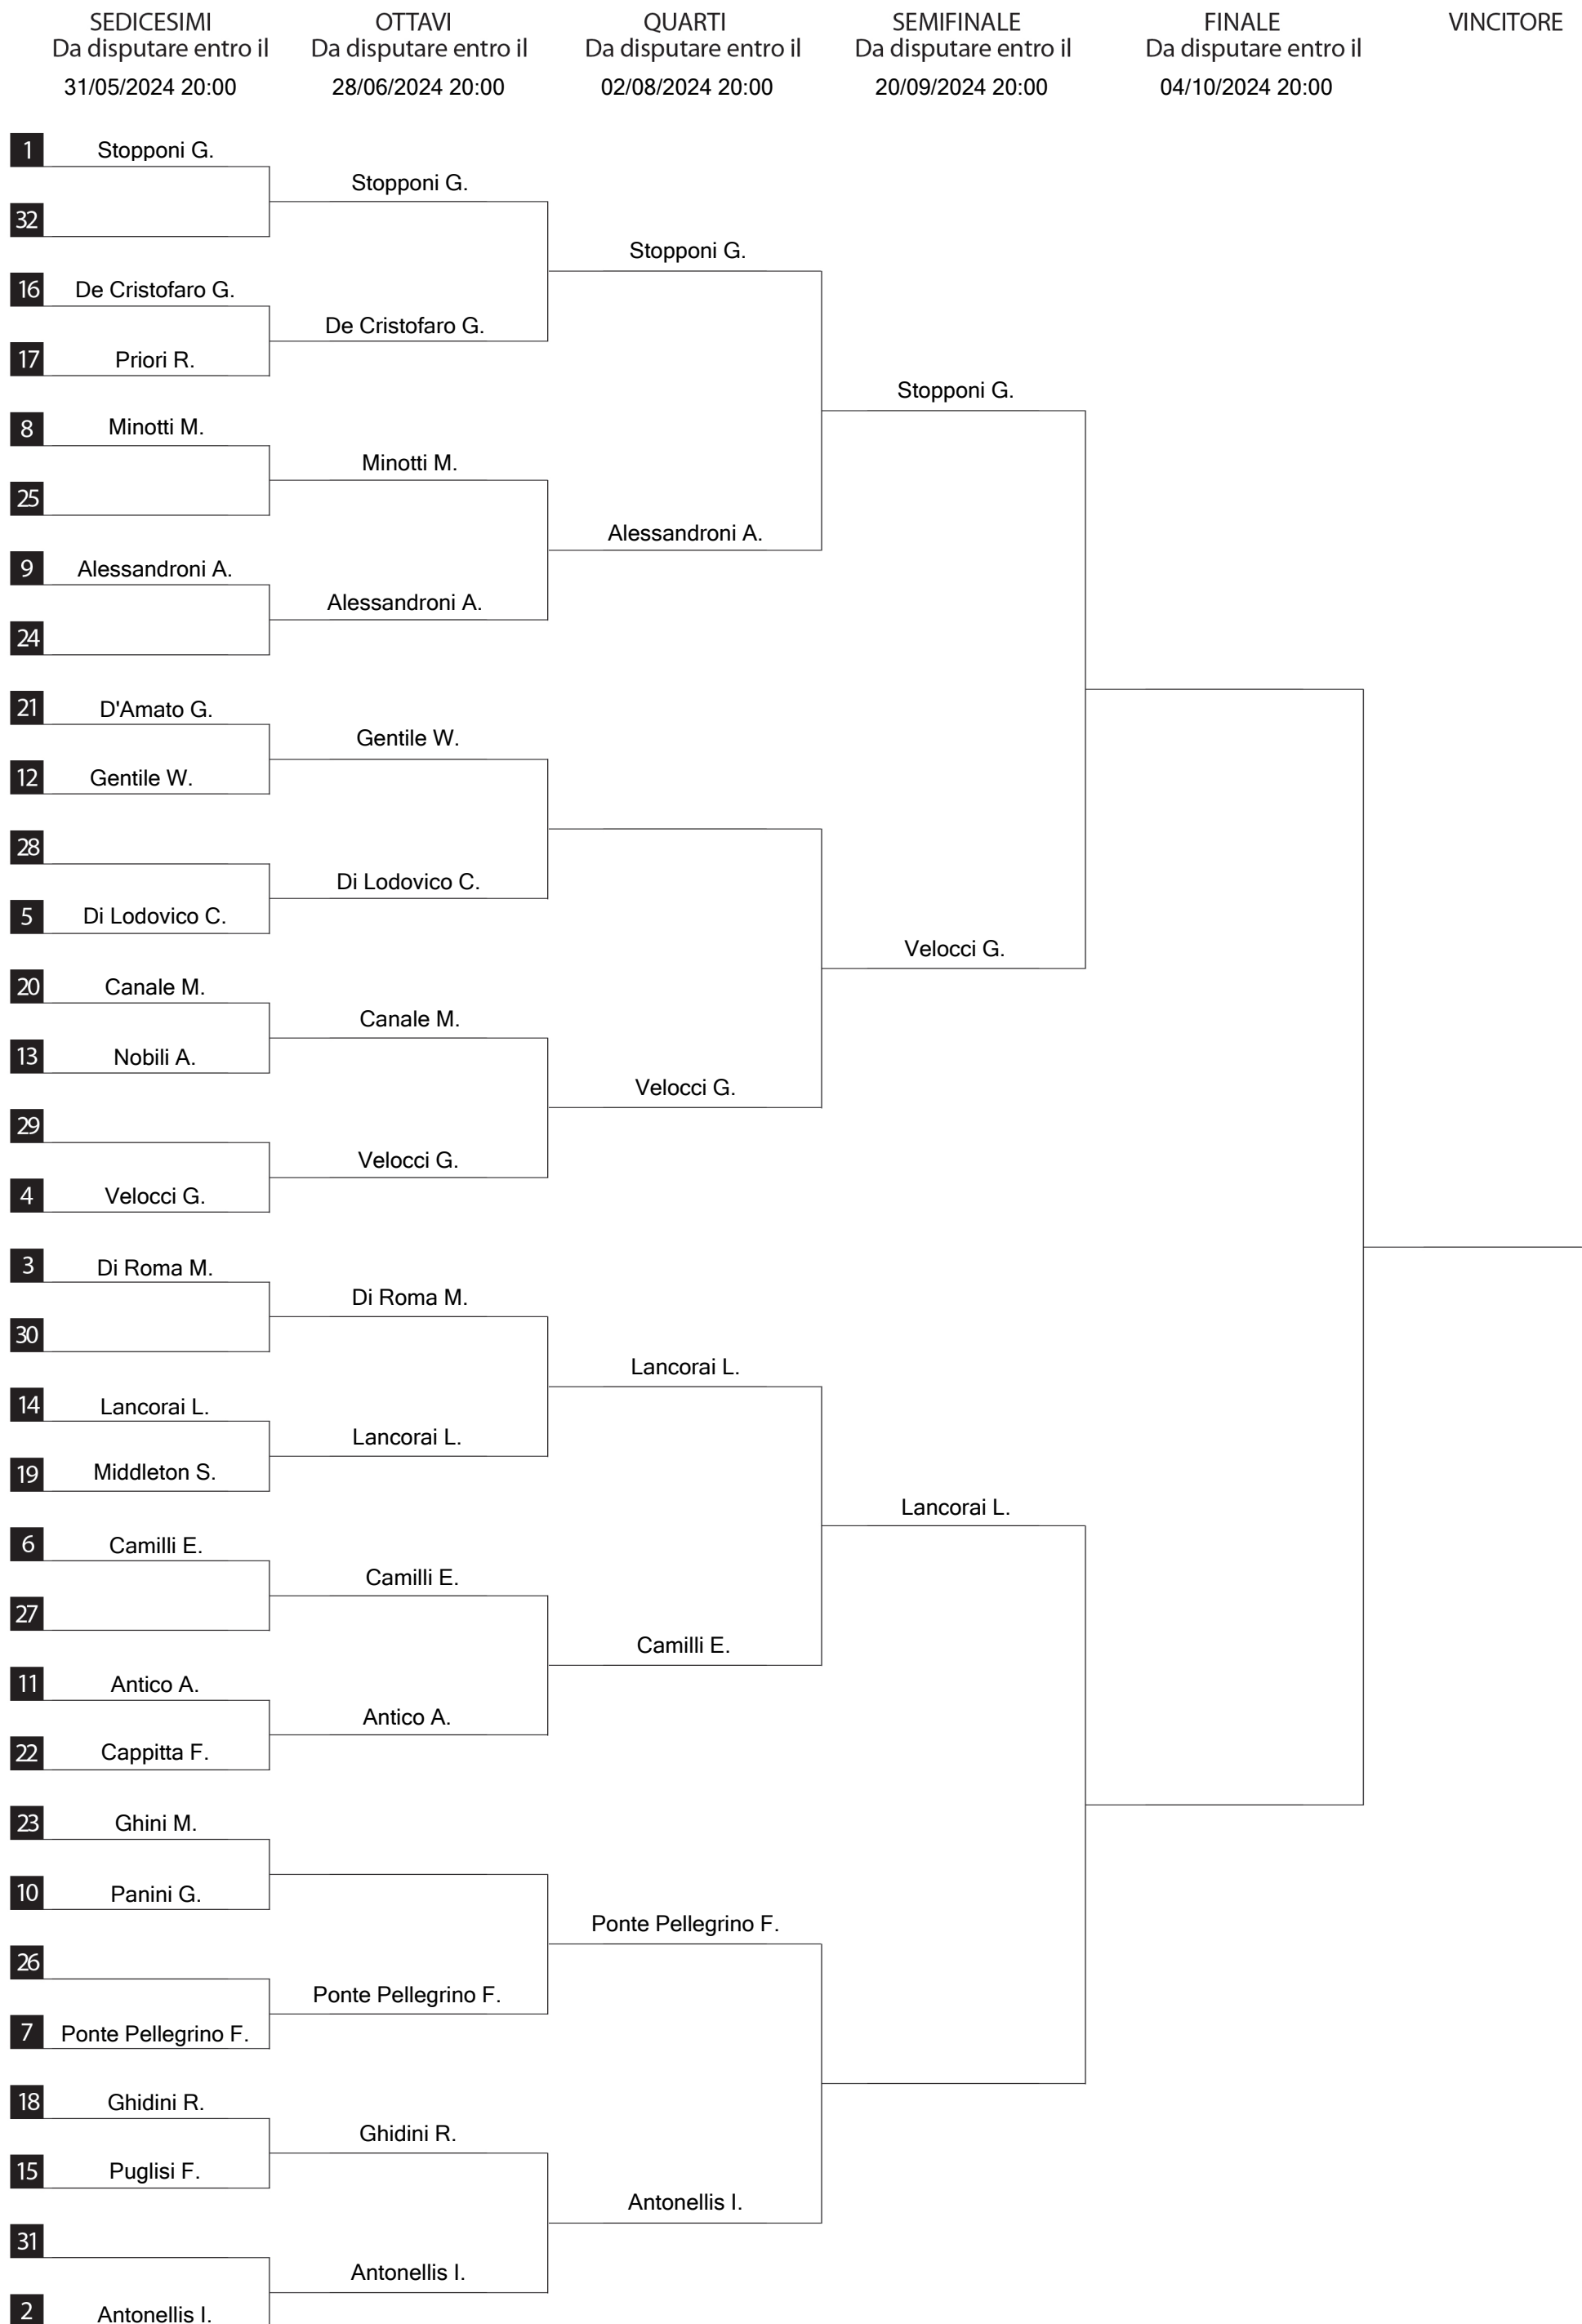 SEDICESIMI
Da disputare entro il
31/05/2024 20:00
OTTAVI
Da disputare entro il
28/06/2024 20:00
QUARTI
Da disputare entro il
02/08/2024 20:00
SEMIFINALE
Da disputare entro il
20/09/2024 20:00
FINALE
Da disputare entro il
04/10/2024 20:00
VINCITORE
1 Stopponi G.
32
16 De Cristofaro G.
17 Priori R.
8 Minotti M.
25
9 Alessandroni A.
24
21 D'Amato G.
12 Gentile W.
28
5 Di Lodovico C.
20 Canale M.
13 Nobili A.
29
4 Velocci G.
3 Di Roma M.
30
14 Lancorai L.
19 Middleton S.
6 Camilli E.
27
11 Antico A.
22 Cappitta F.
23 Ghini M.
10 Panini G.
26
7 Ponte Pellegrino F.
18 Ghidini R.
15 Puglisi F.
31
2 Antonellis I.
Stopponi G.
De Cristofaro G.
Minotti M.
Alessandroni A.
Gentile W.
Di Lodovico C.
Canale M.
Velocci G.
Di Roma M.
Lancorai L.
Camilli E.
Antico A.
Ponte Pellegrino F.
Ghidini R.
Antonellis I.
Stopponi G.
Alessandroni A.
Velocci G.
Lancorai L.
Camilli E.
Ponte Pellegrino F.
Antonellis I.
Stopponi G.
Velocci G.
Lancorai L.